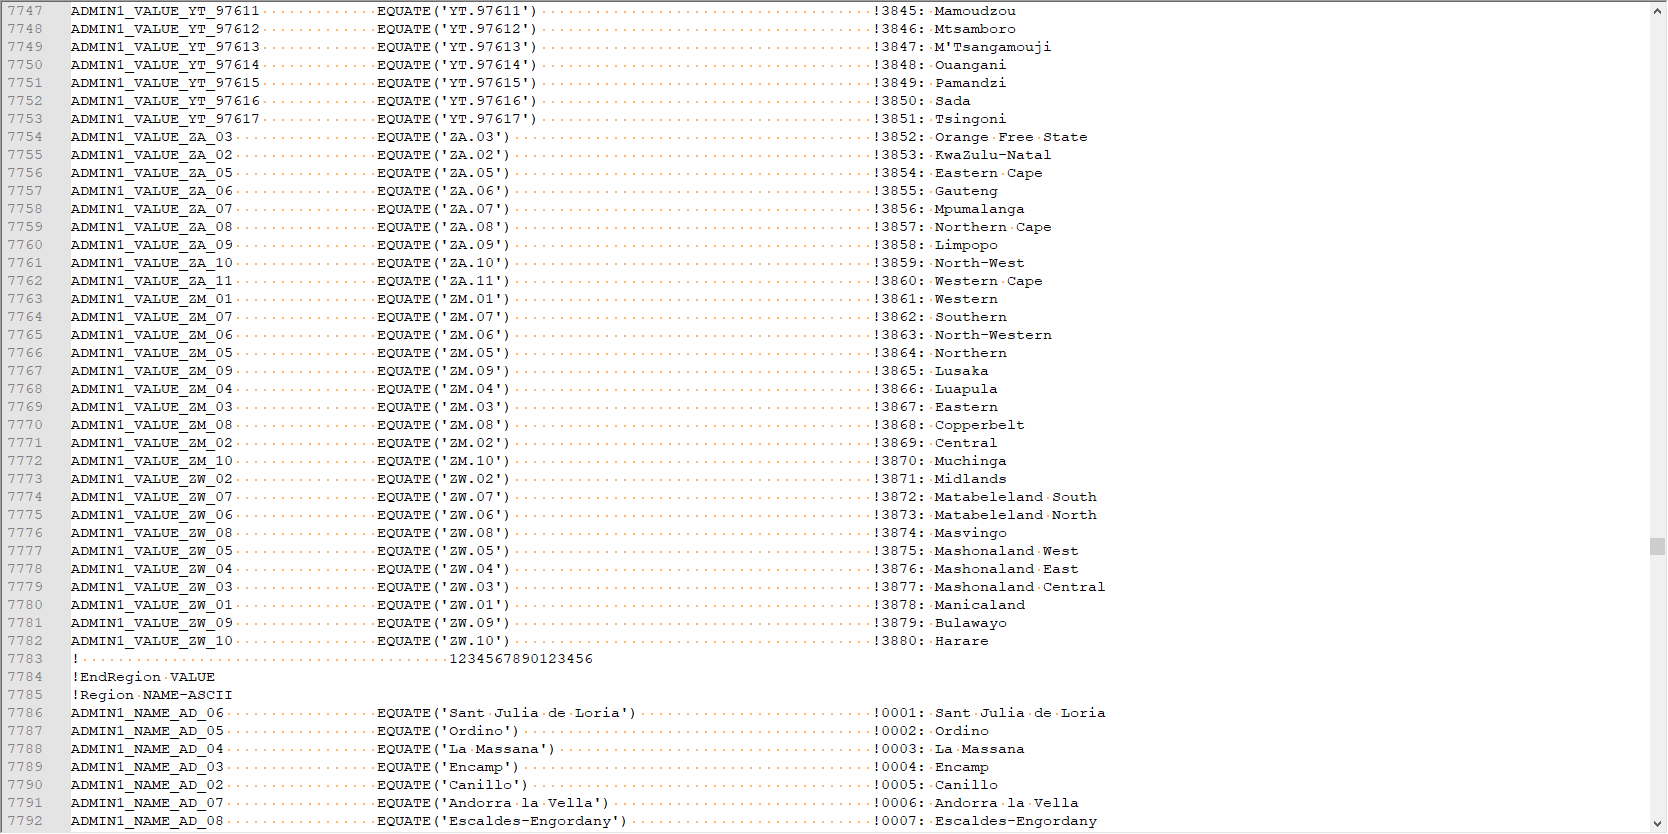 7747 ADMIN1_VALUE_YT_97611 EQUATE('YT.97611') !3845: Mamoudzou
7748 ADMIN1_VALUE_YT_97612 EQUATE('YT.97612') !3846: Mtsamboro
7749 ADMIN1_VALUE_YT_97613 EQUATE('YT.97613') !3847: M'Tsangamouji
7750 ADMIN1_VALUE_YT_97614 EQUATE('YT.97614') !3848: Ouangani
7751 ADMIN1_VALUE_YT_97615 EQUATE('YT.97615') !3849: Pamandzi
7752 ADMIN1_VALUE_YT_97616 EQUATE('YT.97616') !3850: Sada
7753 ADMIN1_VALUE_YT_97617 EQUATE('YT.97617') !3851: Tsingoni
7754 ADMIN1_VALUE_ZA_03 EQUATE('ZA.03') !3852: Orange Free State
7755 ADMIN1_VALUE_ZA_02 EQUATE('ZA.02') !3853: KwaZulu-Natal
7756 ADMIN1_VALUE_ZA_05 EQUATE('ZA.05') !3854: Eastern Cape
7757 ADMIN1_VALUE_ZA_06 EQUATE('ZA.06') !3855: Gauteng
7758 ADMIN1_VALUE_ZA_07 EQUATE('ZA.07') !3856: Mpumalanga
7759 ADMIN1_VALUE_ZA_08 EQUATE('ZA.08') !3857: Northern Cape
7760 ADMIN1_VALUE_ZA_09 EQUATE('ZA.09') !3858: Limpopo
7761 ADMIN1_VALUE_ZA_10 EQUATE('ZA.10') !3859: North-West
7762 ADMIN1_VALUE_ZA_11 EQUATE('ZA.11') !3860: Western Cape
7763 ADMIN1_VALUE_ZM_01 EQUATE('ZM.01') !3861: Western
7764 ADMIN1_VALUE_ZM_07 EQUATE('ZM.07') !3862: Southern
7765 ADMIN1_VALUE_ZM_06 EQUATE('ZM.06') !3863: North-Western
7766 ADMIN1_VALUE_ZM_05 EQUATE('ZM.05') !3864: Northern
7767 ADMIN1_VALUE_ZM_09 EQUATE('ZM.09') !3865: Lusaka
7768 ADMIN1_VALUE_ZM_04 EQUATE('ZM.04') !3866: Luapula
7769 ADMIN1_VALUE_ZM_03 EQUATE('ZM.03') !3867: Eastern
7770 ADMIN1_VALUE_ZM_08 EQUATE('ZM.08') !3868: Copperbelt
7771 ADMIN1_VALUE_ZM_02 EQUATE('ZM.02') !3869: Central
7772 ADMIN1_VALUE_ZM_10 EQUATE('ZM.10') !3870: Muchinga
7773 ADMIN1_VALUE_ZW_02 EQUATE('ZW.02') !3871: Midlands
7774 ADMIN1_VALUE_ZW_07 EQUATE('ZW.07') !3872: Matabeleland South
7775 ADMIN1_VALUE_ZW_06 EQUATE('ZW.06') !3873: Matabeleland North
7776 ADMIN1_VALUE_ZW_08 EQUATE('ZW.08') !3874: Masvingo
7777 ADMIN1_VALUE_ZW_05 EQUATE('ZW.05') !3875: Mashonaland West
7778 ADMIN1_VALUE_ZW_04 EQUATE('ZW.04') !3876: Mashonaland East
7779 ADMIN1_VALUE_ZW_03 EQUATE('ZW.03') !3877: Mashonaland Central
7780 ADMIN1_VALUE_ZW_01 EQUATE('ZW.01') !3878: Manicaland
7781 ADMIN1_VALUE_ZW_09 EQUATE('ZW.09') !3879: Bulawayo
7782 ADMIN1_VALUE_ZW_10 EQUATE('ZW.10') !3880: Harare
7783 ! 1234567890123456
7784 !EndRegion VALUE
7785 !Region NAME-ASCII
7786 ADMIN1_NAME_AD_06 EQUATE('Sant Julia de Loria') !0001: Sant Julia de Loria
7787 ADMIN1_NAME_AD_05 EQUATE('Ordino') !0002: Ordino
7788 ADMIN1_NAME_AD_04 EQUATE('La Massana') !0003: La Massana
7789 ADMIN1_NAME_AD_03 EQUATE('Encamp') !0004: Encamp
7790 ADMIN1_NAME_AD_02 EQUATE('Canillo') !0005: Canillo
7791 ADMIN1_NAME_AD_07 EQUATE('Andorra la Vella') !0006: Andorra la Vella
7792 ADMIN1_NAME_AD_08 EQUATE('Escaldes-Engordany') !0007: Escaldes-Engordany